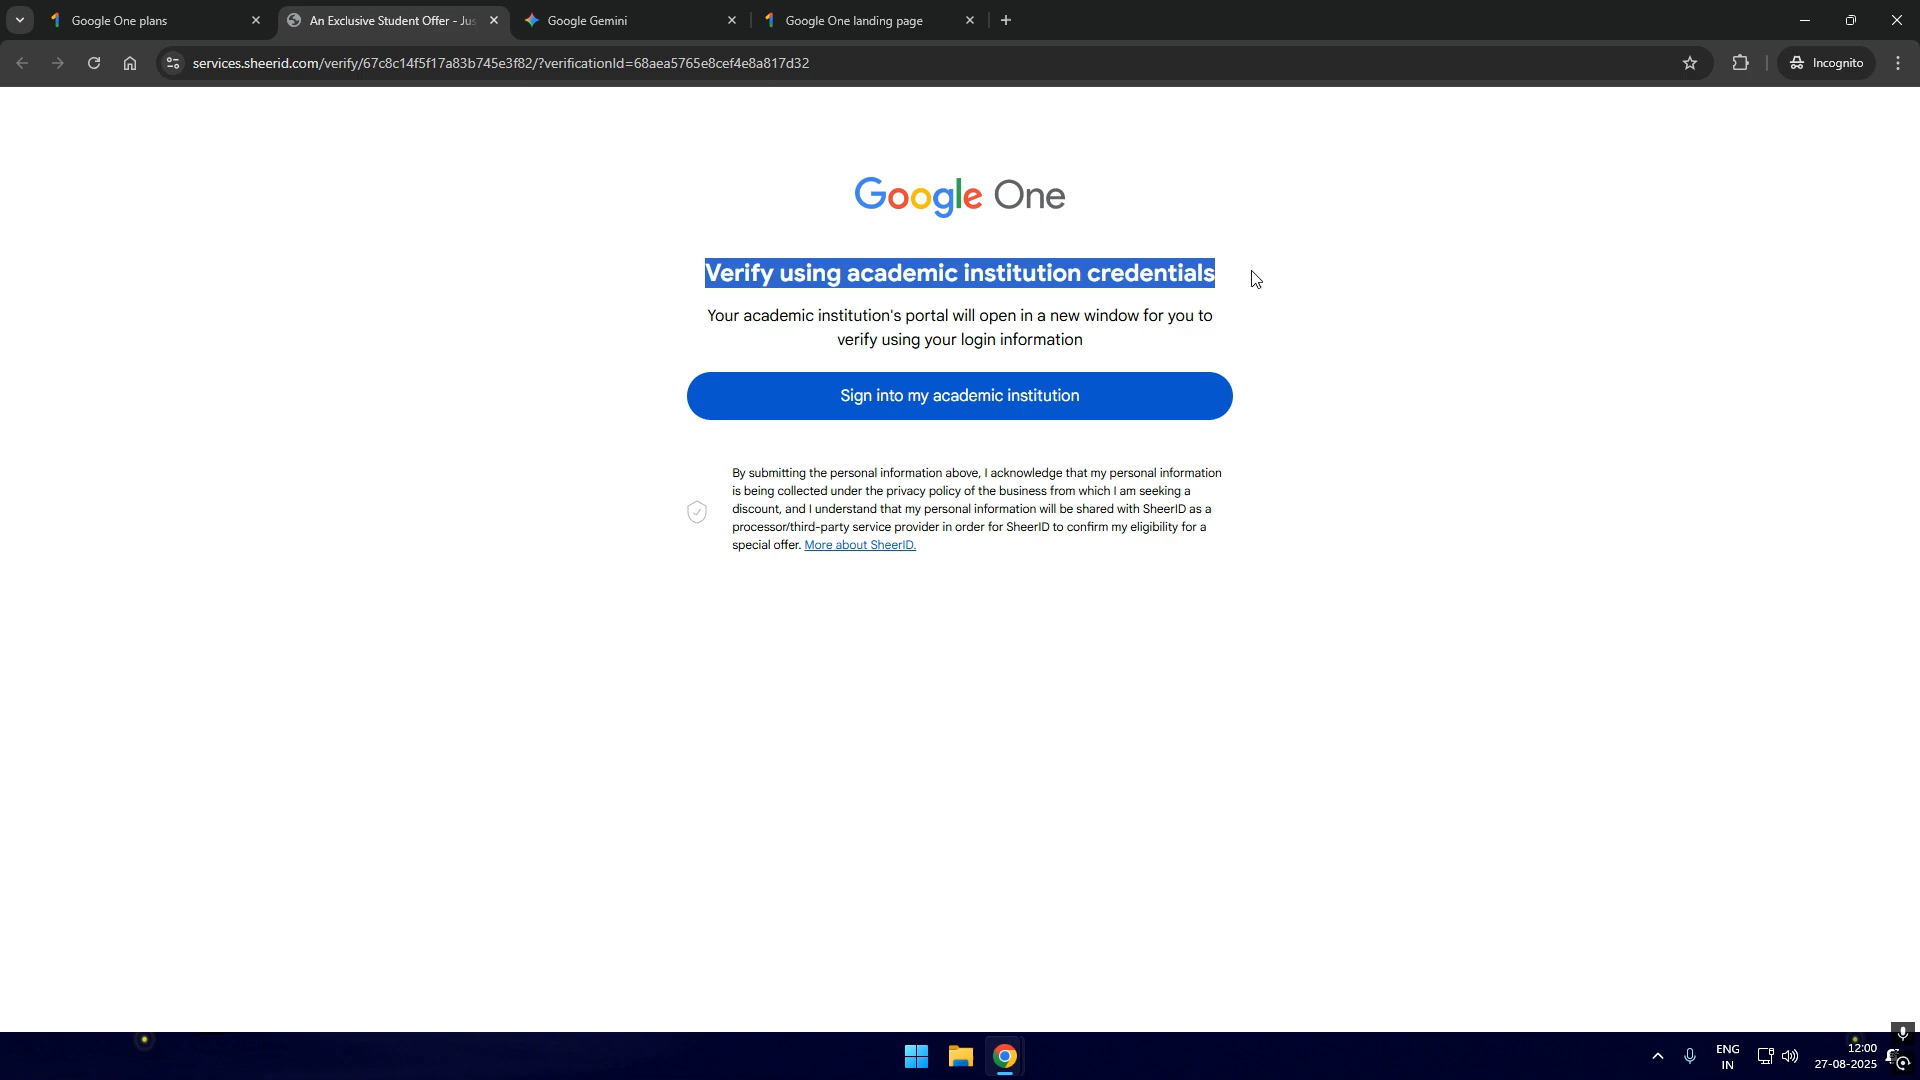 Google One plans
An Exclusive Student Offer - Jus
Google Gemini
Google One landing page
services.sheerid.com/verify/67c8c14f5f17a83b745e3f82/?verificationId=68aea5765e8cef4e8a817d32
Incognito
Google One
Verify using academic institution credentials
Your academic institution's portal will open in a new window for you to
verify using your login information
Sign into my academic institution
By submitting the personal information above, I acknowledge that my personal information
is being collected under the privacy policy of the business from which I am seeking a
discount, and I understand that my personal information will be shared with SheerID as a
processor/third-party service provider in order for SheerID to confirm my eligibility for a
special offer. More about SheerID.
ENG
IN
12:00
27-08-2025